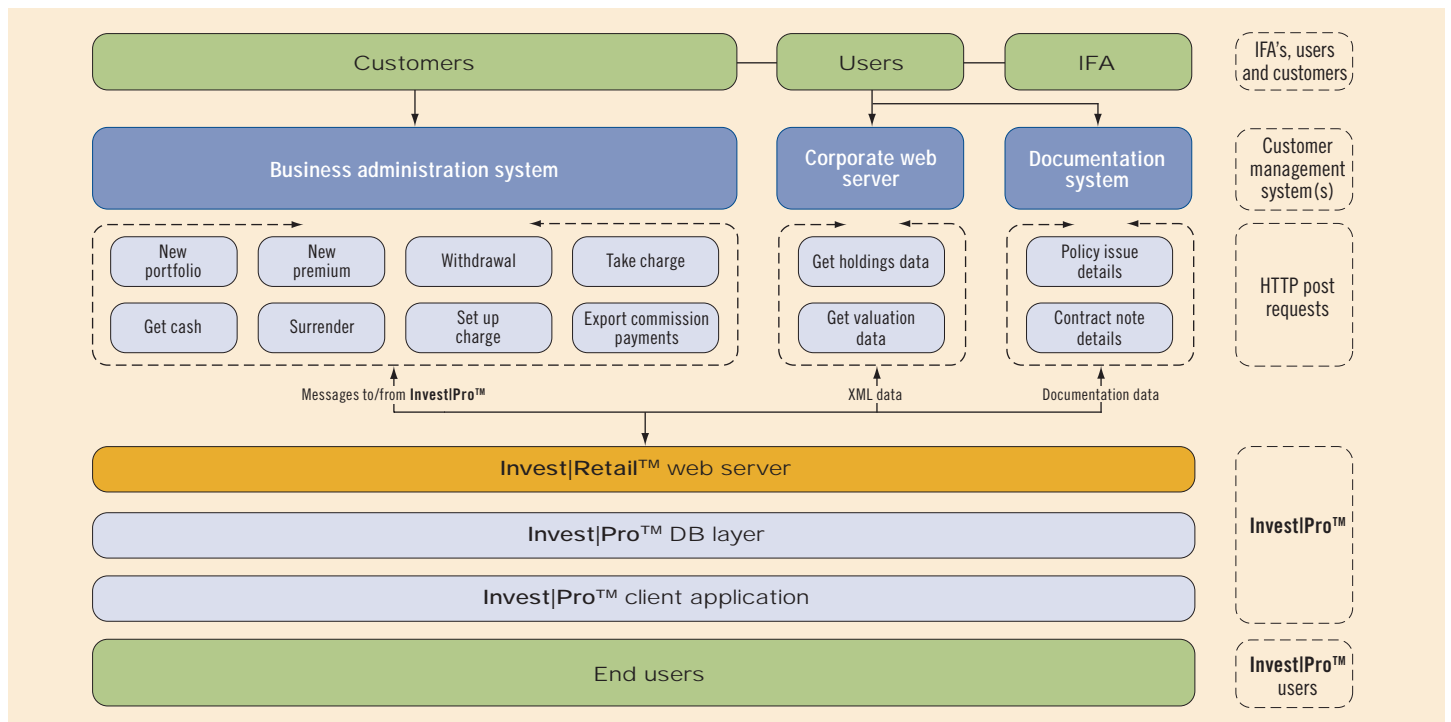 Customers
Users
IFA
IFA's, users
and customers
Business administration system
Corporate web
server
Documentation
system
Customer
management
system(s)
New
portfolio
New
premium
Withdrawal
Take charge
Get holdings data
Policy issue
details
HTTP post
requests
Get cash
Surrender
Set up
charge
Export commission
payments
Get valuation
data
Contract note
details
Messages to/from Invest|Pro™
XML data
Documentation data
Invest|Retail™ web server
Invest|Pro™ DB layer
Invest|Pro™
Invest|Pro™ client application
End users
Invest|Pro™
users